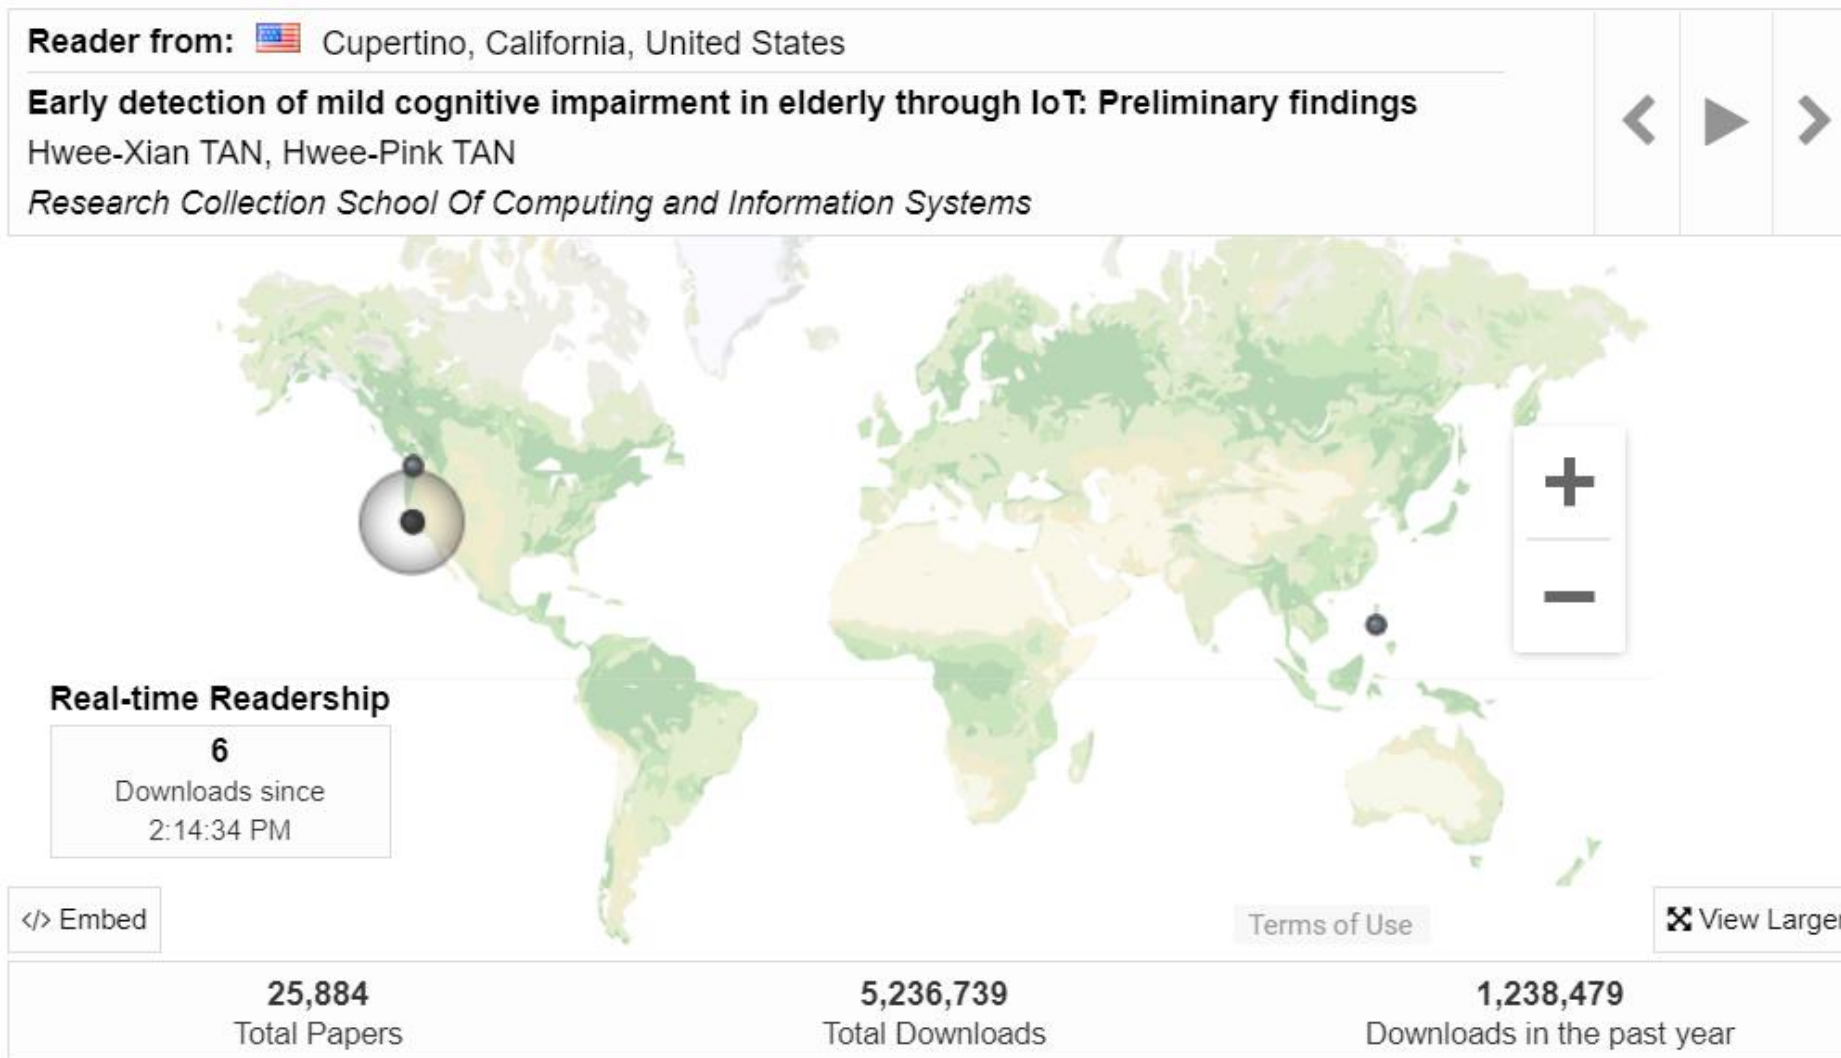 Reader from: Cupertino, California, United States
Early detection of mild cognitive impairment in elderly through IoT: Preliminary findings
Hwee-Xian TAN, Hwee-Pink TAN
Research Collection School Of Computing and Information Systems
Real-time Readership
6
Downloads since
2:14:34 PM
</> Embed
Terms of Use
View Larger
25,884
Total Papers
5,236,739
Total Downloads
1,238,479
Downloads in the past year